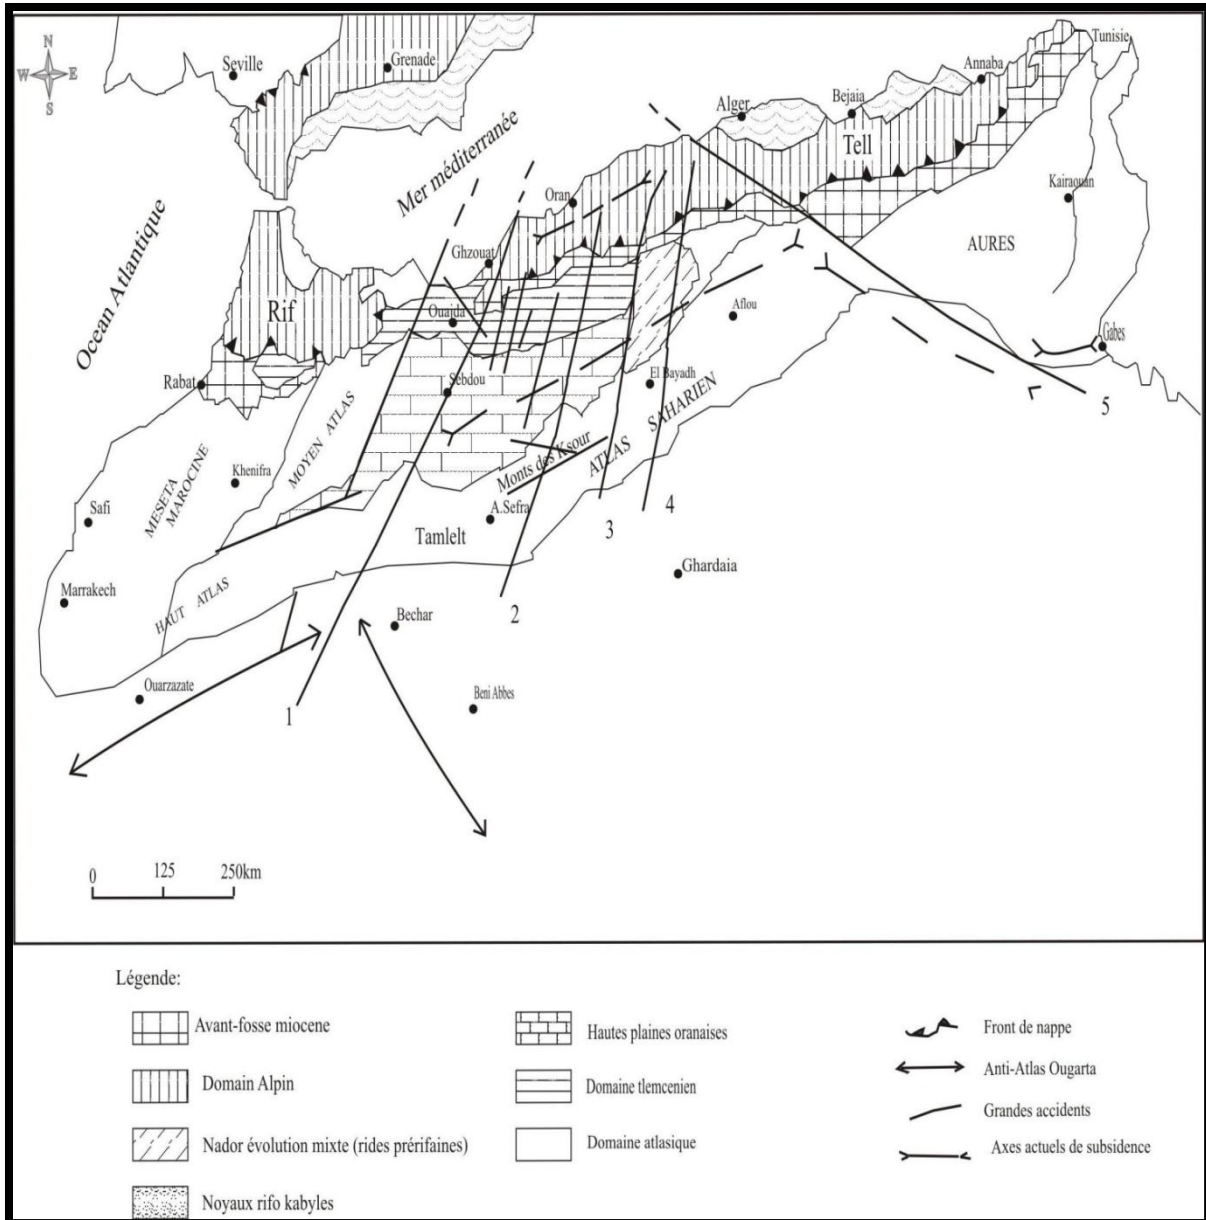 N
W E
S
Seville
Grenade
Tunisie
Annaba
Bejaia
Alger
Tell
Mer méditerranée
Ocean Atlantique
Oran
Kairaouan
AURES
Ghzouat
Rif
Ouajda
Aflou
Gabes
Rabat
Sebdou
El Bayadh
5
MOYEN ATLAS
MESETA
MAROCINE
Khenifra
Monts des Ksour
ATLAS SAHARIEN
Safi
A.Sefra
3
4
Tamlelt
Ghardaia
Marrakech
HAUT ATLAS
Bechar
2
Ouarzazate
Beni Abbes
1
0 125 250km
Légende:
Avant-fosse miocene
Domain Alpin
Nador évolution mixte (rides prérifaines)
Noyaux rifo kabyles
Hautes plaines oranaises
Domaine tlemcenien
Domaine atlasique
Front de nappe
Anti-Atlas Ougarta
Grandes accidents
Axes actuels de subsidence